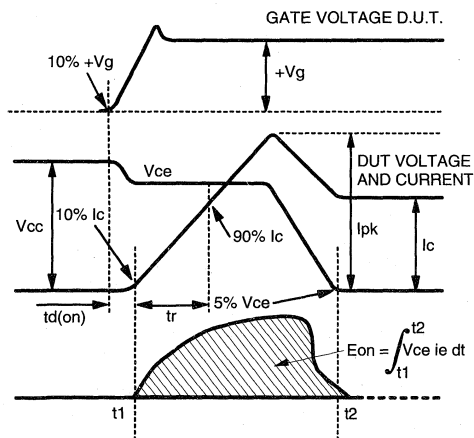 GATE VOLTAGE D.U.T.
10% +Vg
+Vg
Vce
DUT VOLTAGE
AND CURRENT
10% Ic
Vcc
90% Ic
Ipk
Ic
td(on)
tr
5% Vce
Eon = ∫ t2 t1 Vce ie dt
t1
t2